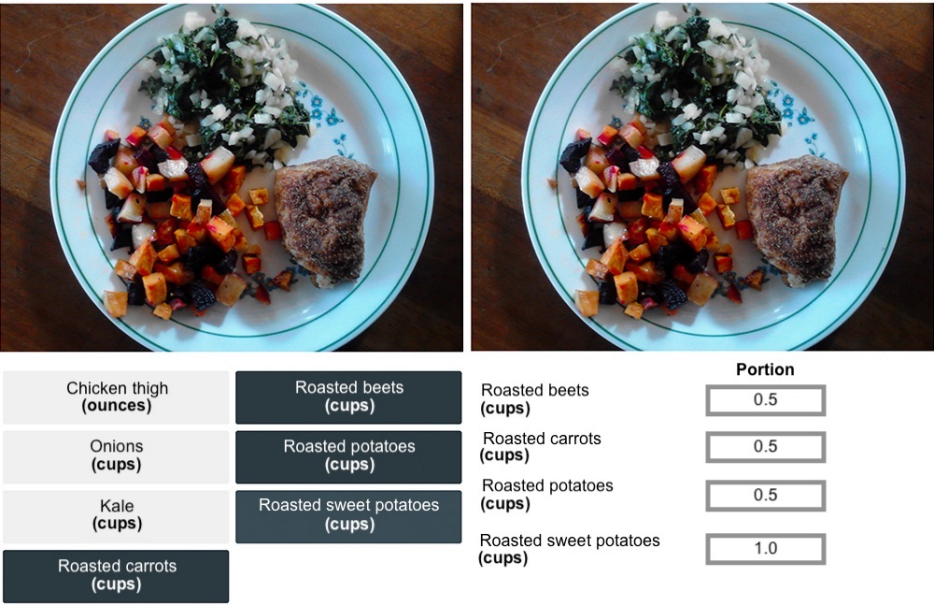 Chicken thigh
(ounces)
Roasted beets
(cups)
Onions
(cups)
Roasted potatoes
(cups)
Kale
(cups)
Roasted sweet potatoes
(cups)
Roasted carrots
(cups)
Portion
Roasted beets
(cups)
0.5
Roasted carrots
(cups)
0.5
Roasted potatoes
(cups)
0.5
Roasted sweet potatoes
(cups)
1.0